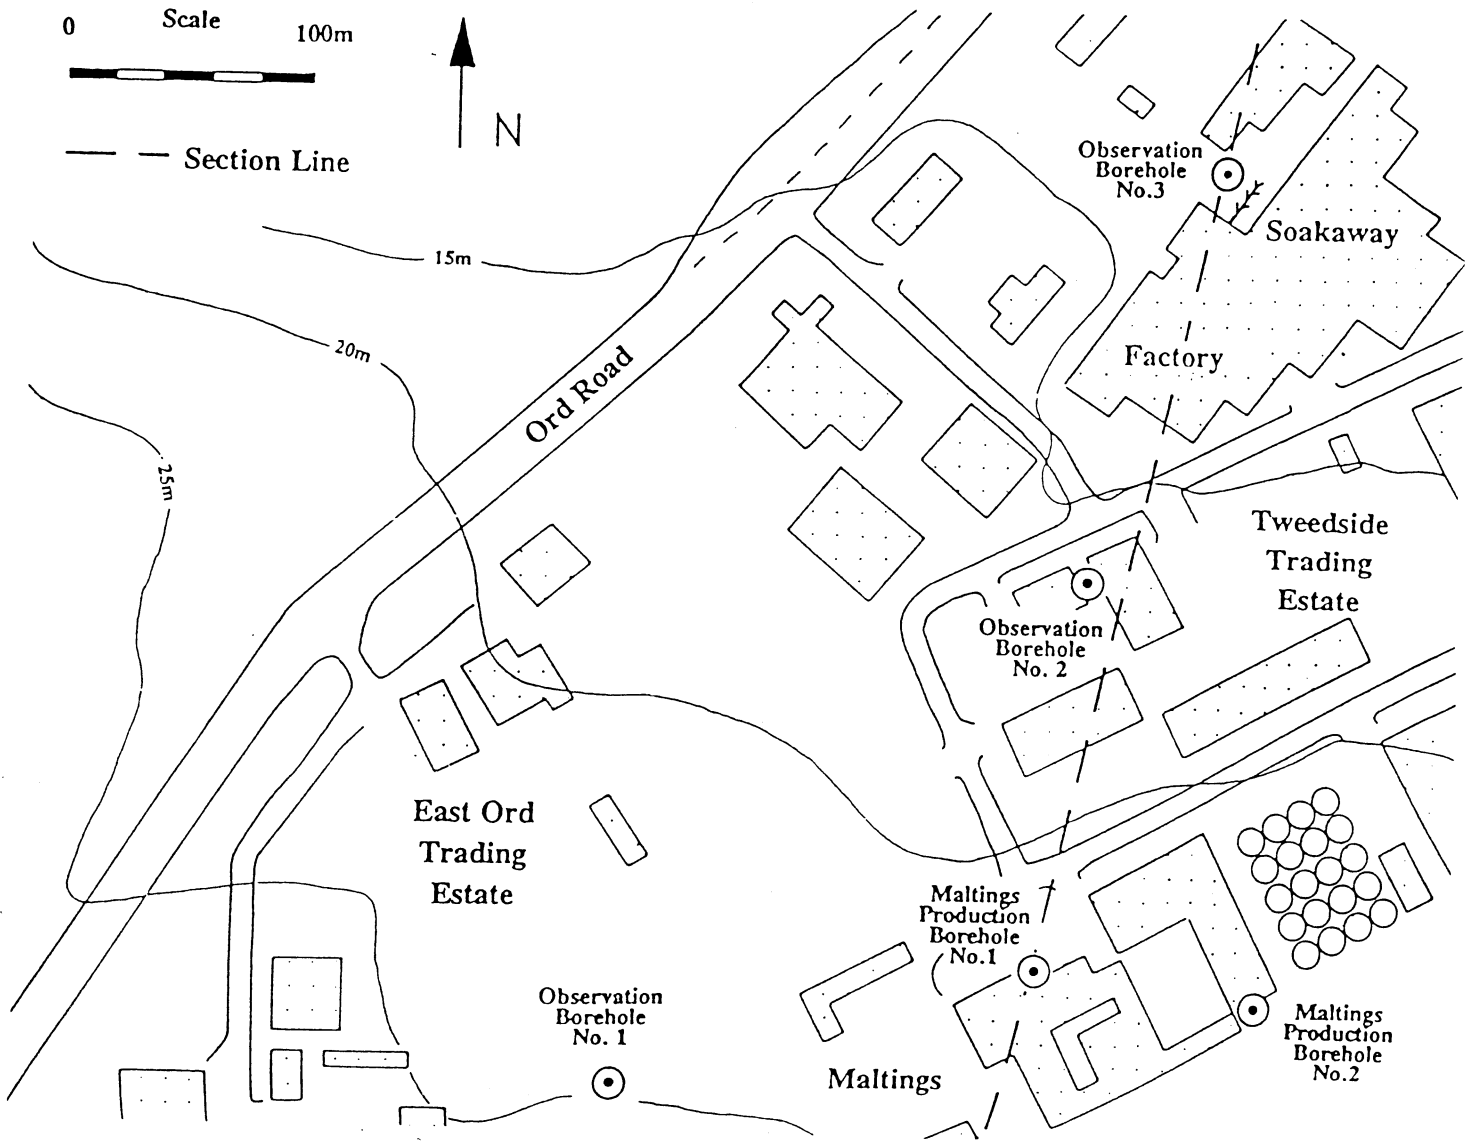 0 Scale 100m
N
Section Line
Observation
Borehole
No.3
Soakaway
15m
20m
Factory
Ord Road
25m
Tweedside
Trading
Estate
Observation
Borehole
No. 2
East Ord
Trading
Estate
Maltings
Production
Borehole
No.1
Observation
Borehole
No. 1
Maltings
Production
Borehole
No.2
Maltings